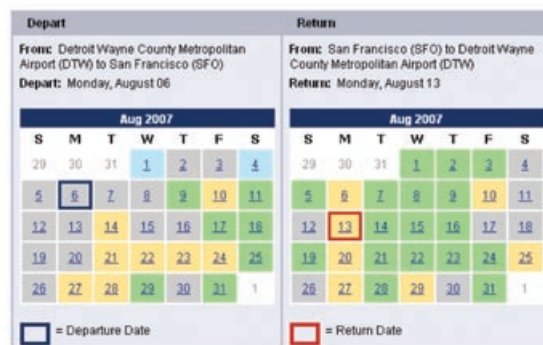 Depart
From: Detroit Wayne County Metropolitan
Airport (DTW) to San Francisco (SFO)
Depart: Monday, August 06
Aug 2007
S M T W T F S
29 30 31 1 2 3 4
5 6 7 8 9 10 11
12 13 14 15 16 17 18
19 20 21 22 23 24 25
26 27 28 29 30 31 1
= Departure Date
Return
From: San Francisco (SFO) to Detroit Wayne
County Metropolitan Airport (DTW)
Return: Monday, August 13
Aug 2007
S M T W T F S
29 30 31 1 2 3 4
5 6 7 8 9 10 11
12 13 14 15 16 17 18
19 20 21 22 23 24 25
26 27 28 29 30 31 1
= Return Date